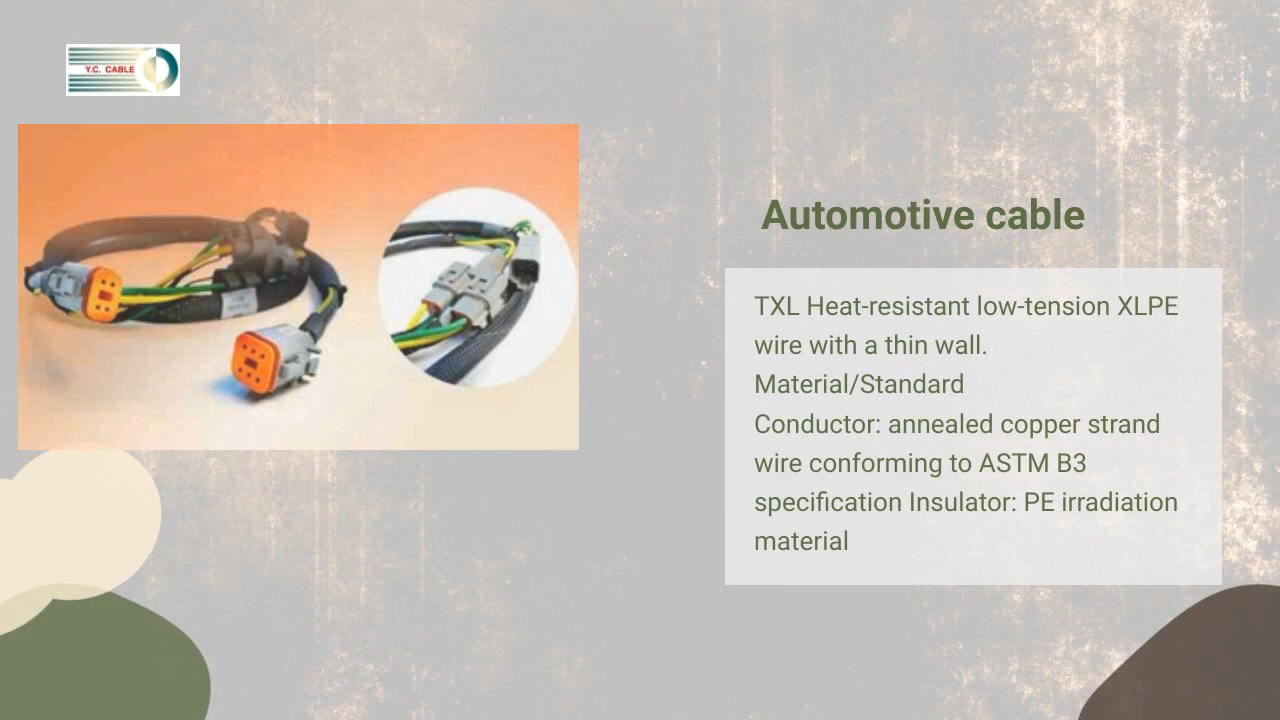 Y.C. CABLE
Automotive cable
TXL Heat-resistant low-tension XLPE
wire with a thin wall.
Material/Standard
Conductor: annealed copper strand
wire conforming to ASTM B3
specification Insulator: PE irradiation
material